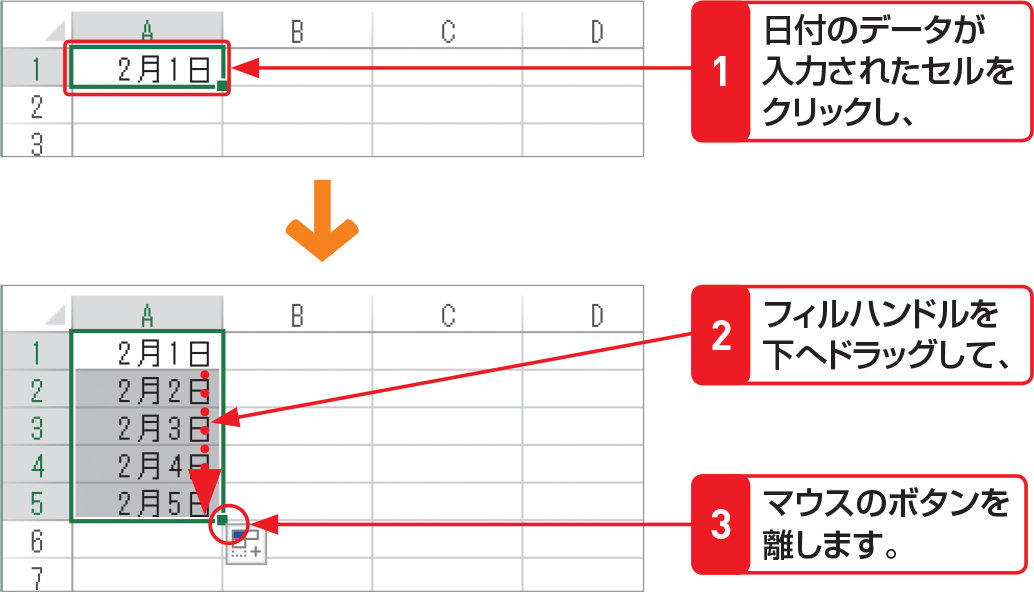 A B C D
1 2月1日
2
3
1
日付のデータが
入力されたセルを
クリックし、
A B C D
1 2月1日
2 2月2日
3 2月3日
4 2月4日
5 2月5日
6
7
2
フィルハンドルを
下へドラッグして、
3
マウスのボタンを
離します。